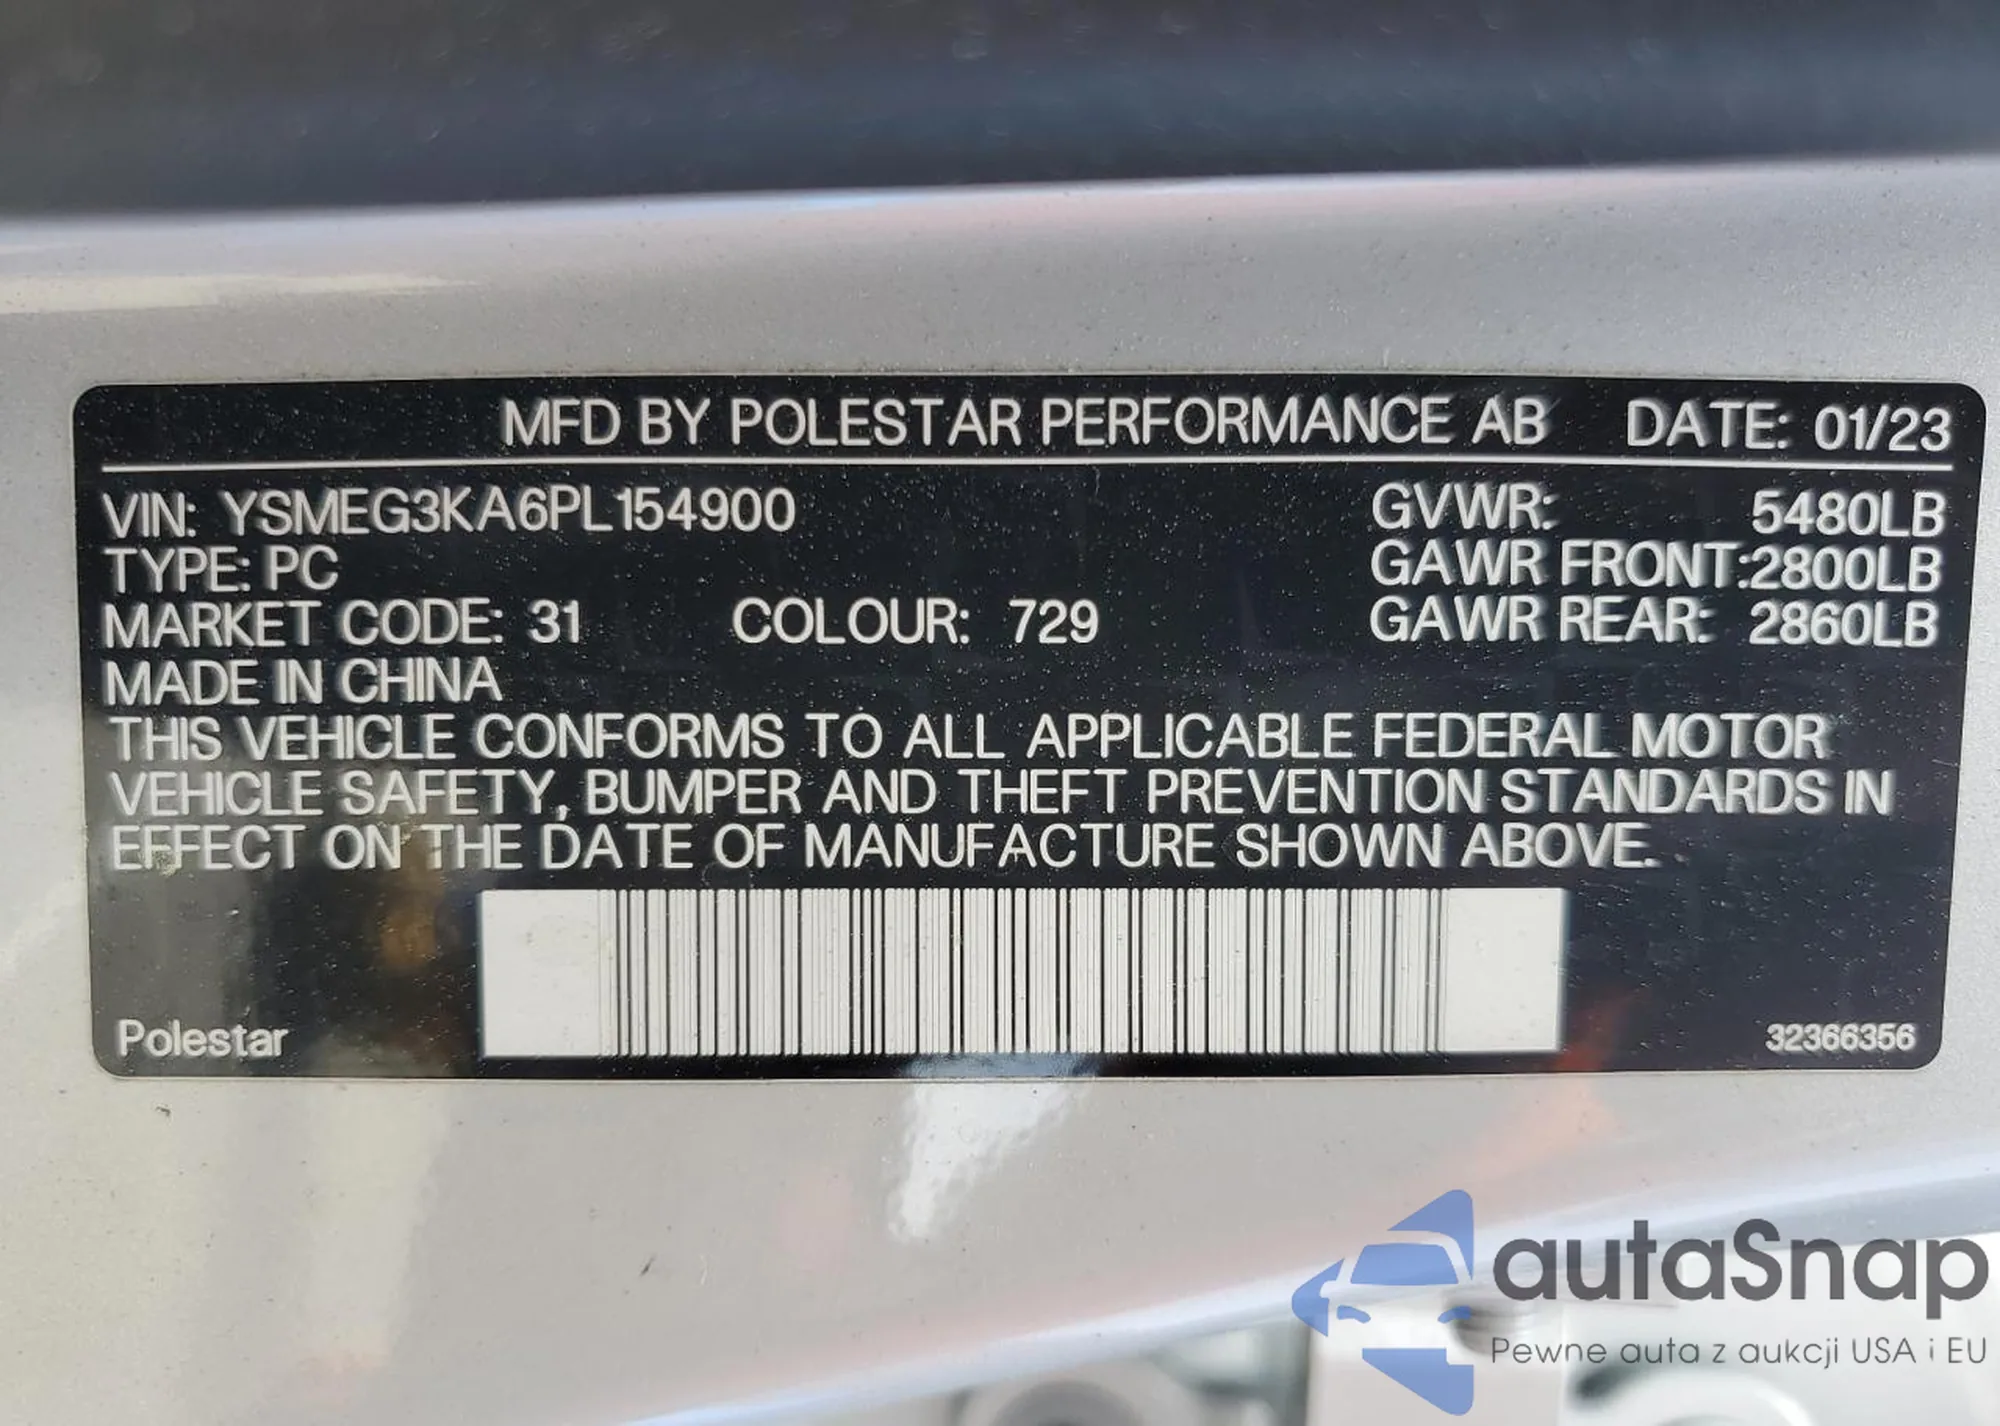 MFD BY POLESTAR PERFORMANCE AB DATE: 01/23
VIN: YSMEG3KA6PL154900 GVWR: 5480LB
TYPE: PC GAWR FRONT:2800LB
MARKET CODE: 31 COLOUR: 729 GAWR REAR: 2860LB
MADE IN CHINA
THIS VEHICLE CONFORMS TO ALL APPLICABLE FEDERAL MOTOR
VEHICLE SAFETY, BUMPER AND THEFT PREVENTION STANDARDS IN
EFFECT ON THE DATE OF MANUFACTURE SHOWN ABOVE.
Polestar 32366356
autaSnap
Pewne auta z aukcji USA i EU